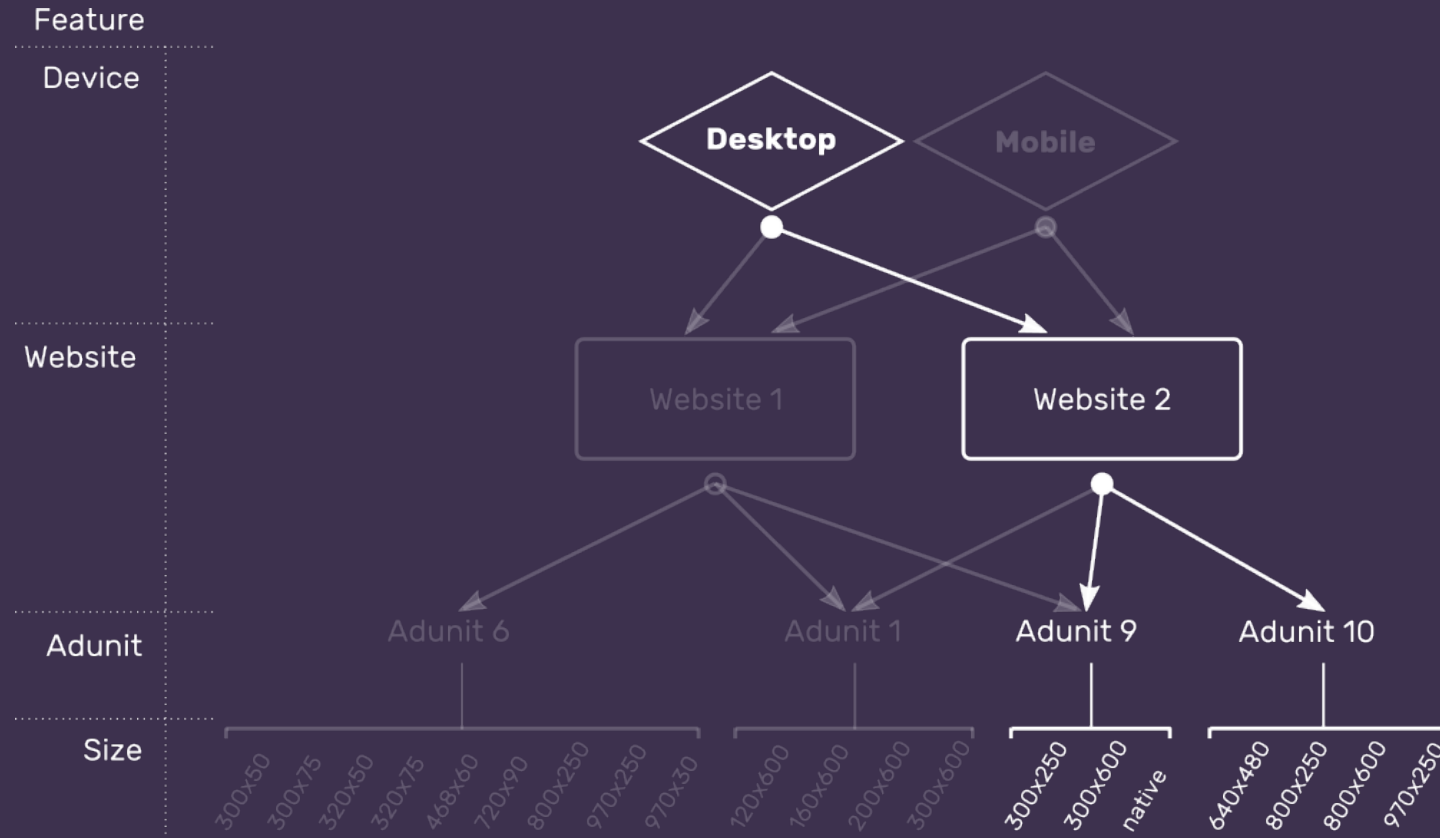 Feature
Device
Desktop
Mobile
Website
Website 1
Website 2
Adunit
Adunit 6
Adunit 1
Adunit 9
Adunit 10
Size
300x50
300x75
320x50
320x75
468x60
720x90
800x250
970x250
970x30
120x600
160x600
200x600
300x600
300x250
300x600
native
640x480
800x250
800x600
970x250